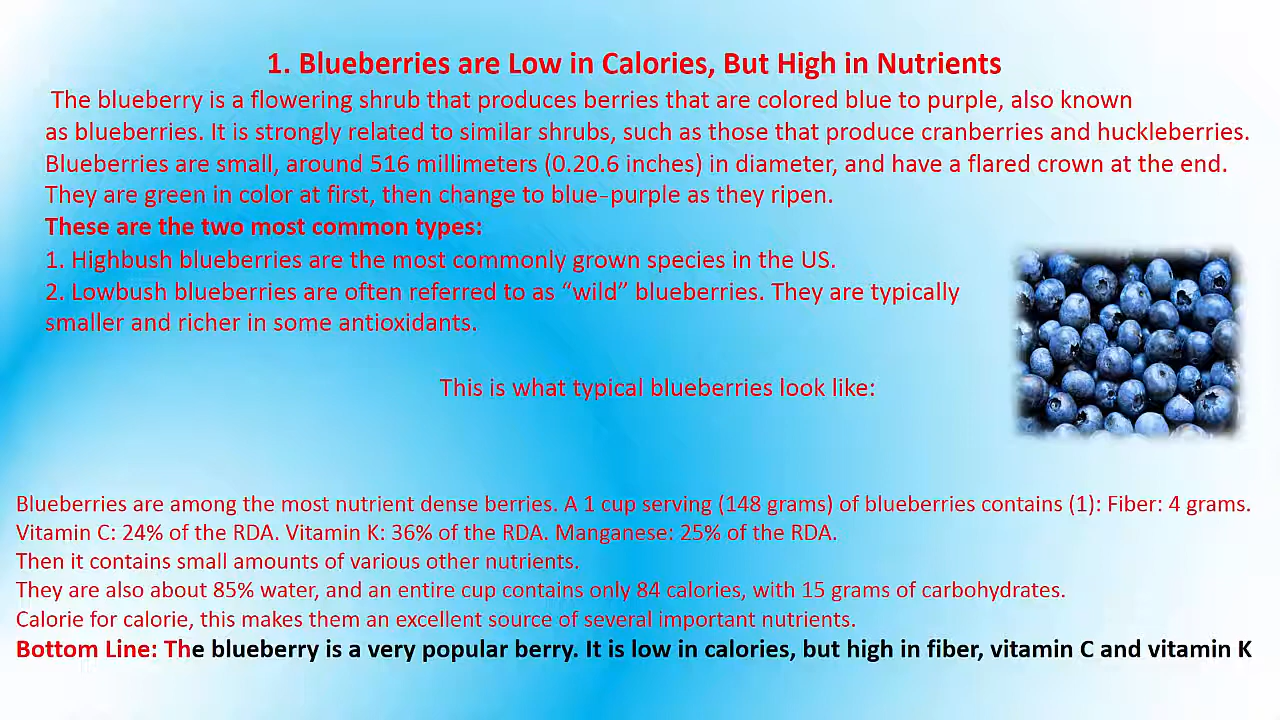 1. Blueberries are Low in Calories, But High in Nutrients
The blueberry is a flowering shrub that produces berries that are colored blue to purple, also known
as blueberries. It is strongly related to similar shrubs, such as those that produce cranberries and huckleberries.
Blueberries are small, around 516 millimeters (0.20.6 inches) in diameter, and have a flared crown at the end.
They are green in color at first, then change to blue–purple as they ripen.
These are the two most common types:
1. Highbush blueberries are the most commonly grown species in the US.
2. Lowbush blueberries are often referred to as “wild” blueberries. They are typically
smaller and richer in some antioxidants.
This is what typical blueberries look like:
Blueberries are among the most nutrient dense berries. A 1 cup serving (148 grams) of blueberries contains (1): Fiber: 4 grams.
Vitamin C: 24% of the RDA. Vitamin K: 36% of the RDA. Manganese: 25% of the RDA.
Then it contains small amounts of various other nutrients.
They are also about 85% water, and an entire cup contains only 84 calories, with 15 grams of carbohydrates.
Calorie for calorie, this makes them an excellent source of several important nutrients.
Bottom Line: The blueberry is a very popular berry. It is low in calories, but high in fiber, vitamin C and vitamin K